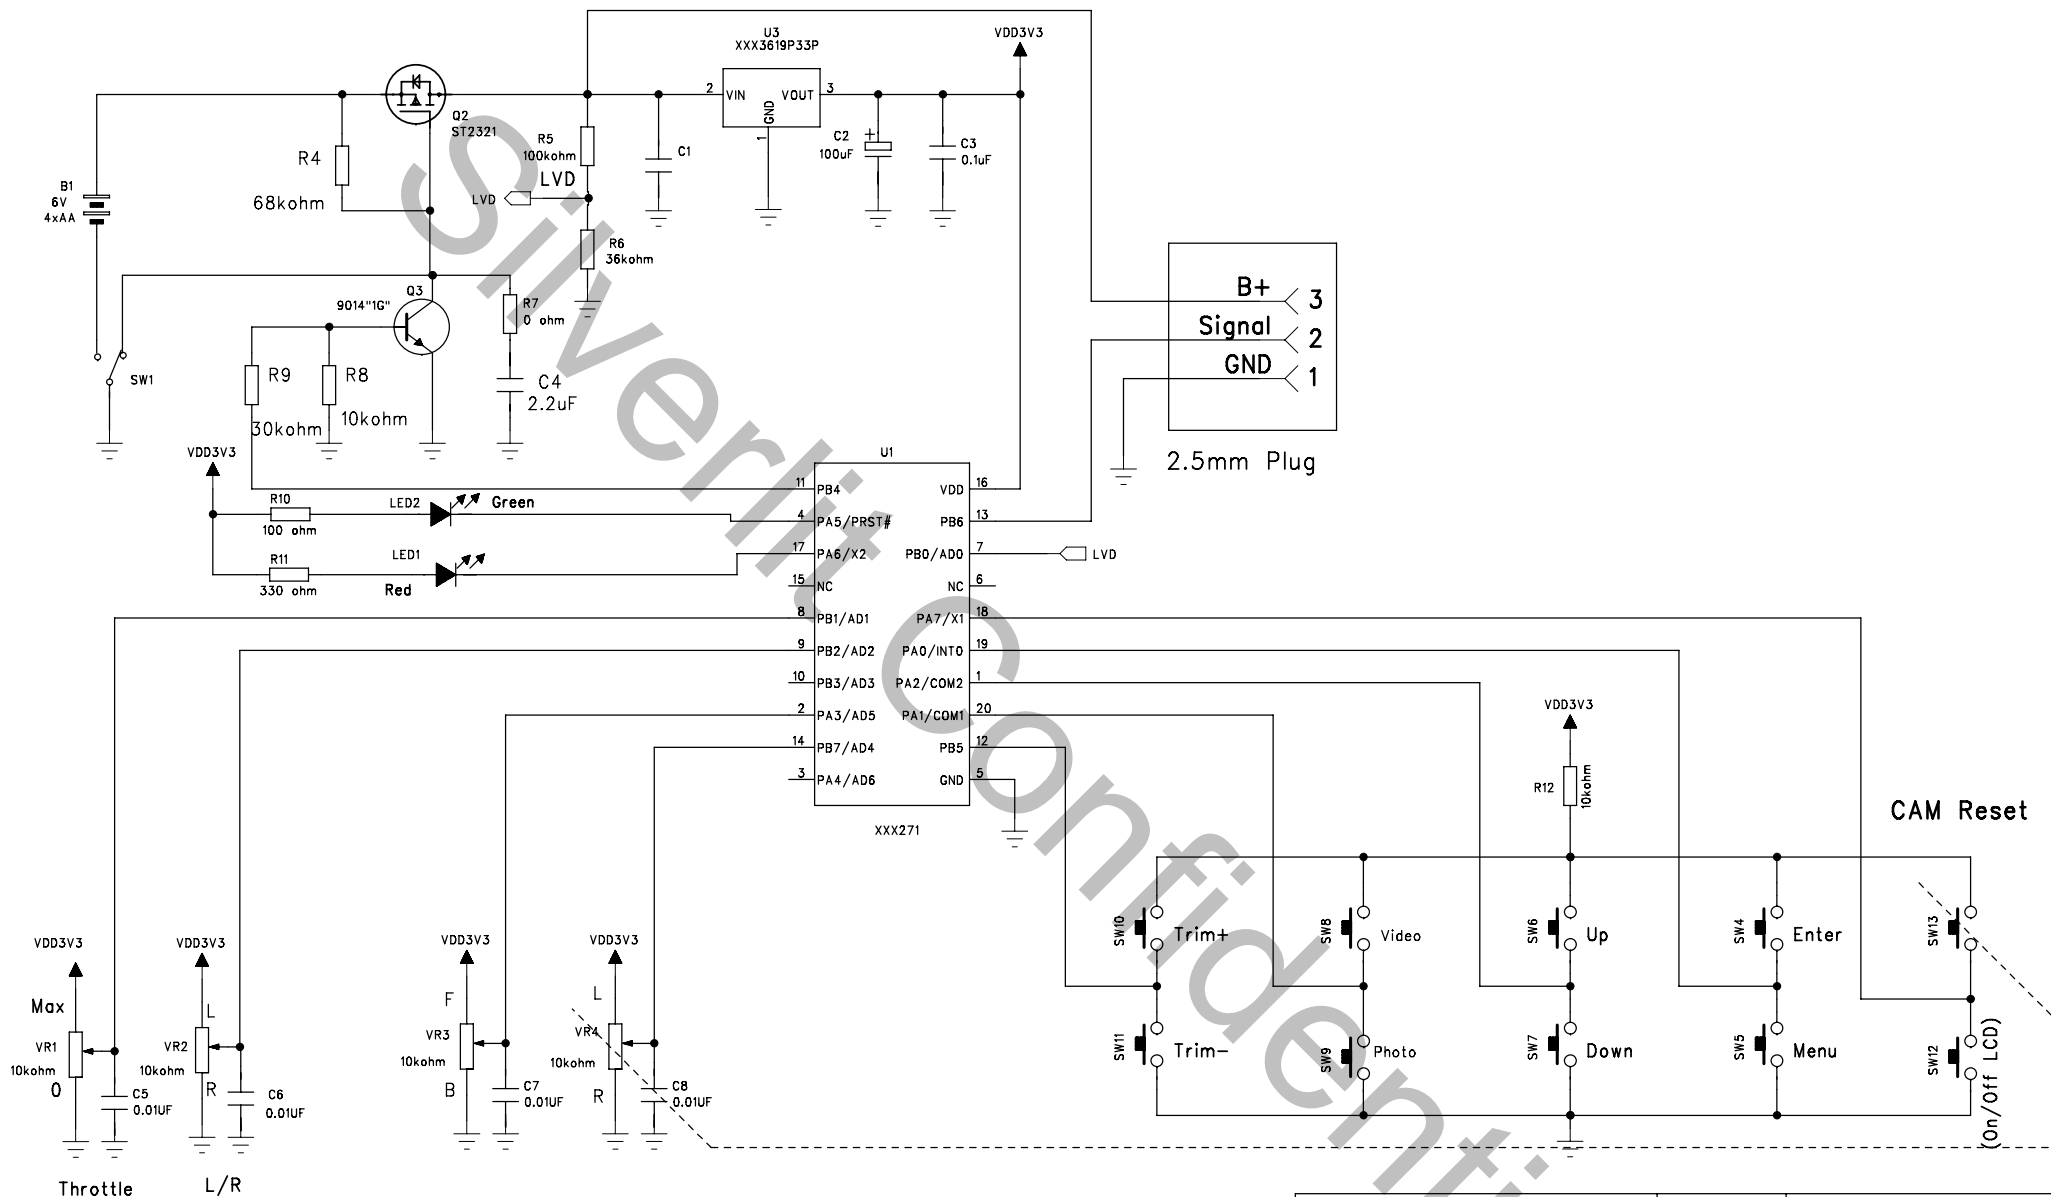 U3
XXX3619P33P
VDD3V3
2 VIN VOUT 3
GND
1
Q2
ST2321
R4
68kohm
R5
100kohm
LVD
LVD
C1
C2
100uF
+
C3
0.1uF
B1
6V
4xAA
R6
36kohm
B+ 3
Signal 2
GND 1
2.5mm Plug
Q3
9014"1G"
R7
0 ohm
SW1
R9
30kohm
R8
10kohm
C4
2.2uF
VDD3V3
U1
R10
100 ohm
LED2
Green
R11
330 ohm
LED1
Red
11 PB4 VDD 16
4 PA5/PRST# PB6 13
17 PA6/X2 PB0/AD0 7
LVD
15 NC NC 6
8 PB1/AD1 PA7/X1 18
9 PB2/AD2 PA0/INT0 19
10 PB3/AD3 PA2/COM2 1
2 PA3/AD5 PA1/COM1 20
14 PB7/AD4 PB5 12
3 PA4/AD6 GND 5
XXX271
VDD3V3
R12
10kohm
CAM Reset
SW10
Trim+
SW8
Video
SW6
Up
SW4
Enter
SW13
SW11
Trim-
SW9
Photo
SW7
Down
SW5
Menu
SW12
(On/Off LCD)
VDD3V3
Max
VR1
10kohm
0
C5
0.01UF
Throttle
VDD3V3
L
VR2
10kohm
R
C6
0.01UF
L/R
VDD3V3
F
VR3
10kohm
B
C7
0.01UF
VDD3V3
L
VR4
10kohm
R
C8
0.01UF
Silverlit Confidenti